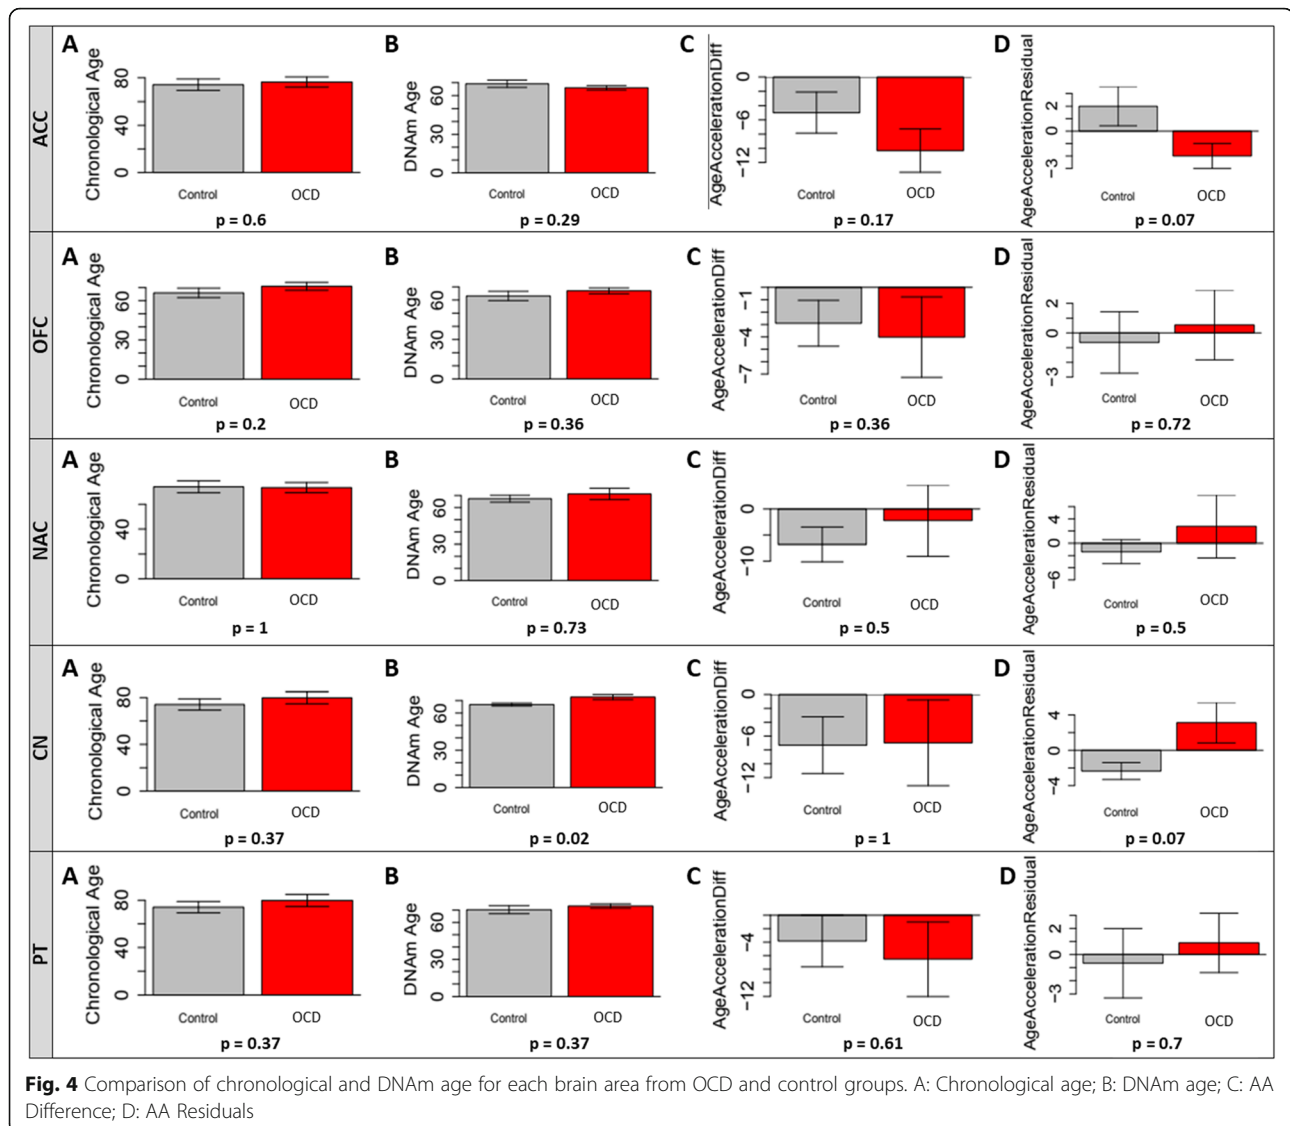 ACC
A
Chronological Age
80
40
0
Control
OCD
p = 0.6
B
DNAm Age
60
30
0
Control
OCD
p = 0.29
C
AgeAccelerationDiff
0
−6
−12
Control
OCD
p = 0.17
D
AgeAccelerationResidual
2
0
−3
Control
OCD
p = 0.07
OFC
A
Chronological Age
60
30
0
Control
OCD
p = 0.2
B
DNAm Age
60
30
0
Control
OCD
p = 0.36
C
AgeAccelerationDiff
−1
−4
−7
Control
OCD
p = 0.36
D
AgeAccelerationResidual
2
0
−3
Control
OCD
p = 0.72
NAC
A
Chronological Age
40
0
Control
OCD
p = 1
B
DNAm Age
60
30
0
Control
OCD
p = 0.73
C
AgeAccelerationDiff
0
−10
Control
OCD
p = 0.5
D
AgeAccelerationResidual
4
0
−6
Control
OCD
p = 0.5
CN
A
Chronological Age
80
40
0
Control
OCD
p = 0.37
B
DNAm Age
60
30
0
Control
OCD
p = 0.02
C
AgeAccelerationDiff
0
−6
−12
Control
OCD
p = 1
D
AgeAccelerationResidual
4
0
−4
Control
OCD
p = 0.07
PT
A
Chronological Age
80
40
0
Control
OCD
p = 0.37
B
DNAm Age
60
30
0
Control
OCD
p = 0.37
C
AgeAccelerationDiff
−4
−12
Control
OCD
p = 0.61
D
AgeAccelerationResidual
2
0
−3
Control
OCD
p = 0.7
Fig. 4 Comparison of chronological and DNAm age for each brain area from OCD and control groups. A: Chronological age; B: DNAm age; C: AA
Difference; D: AA Residuals